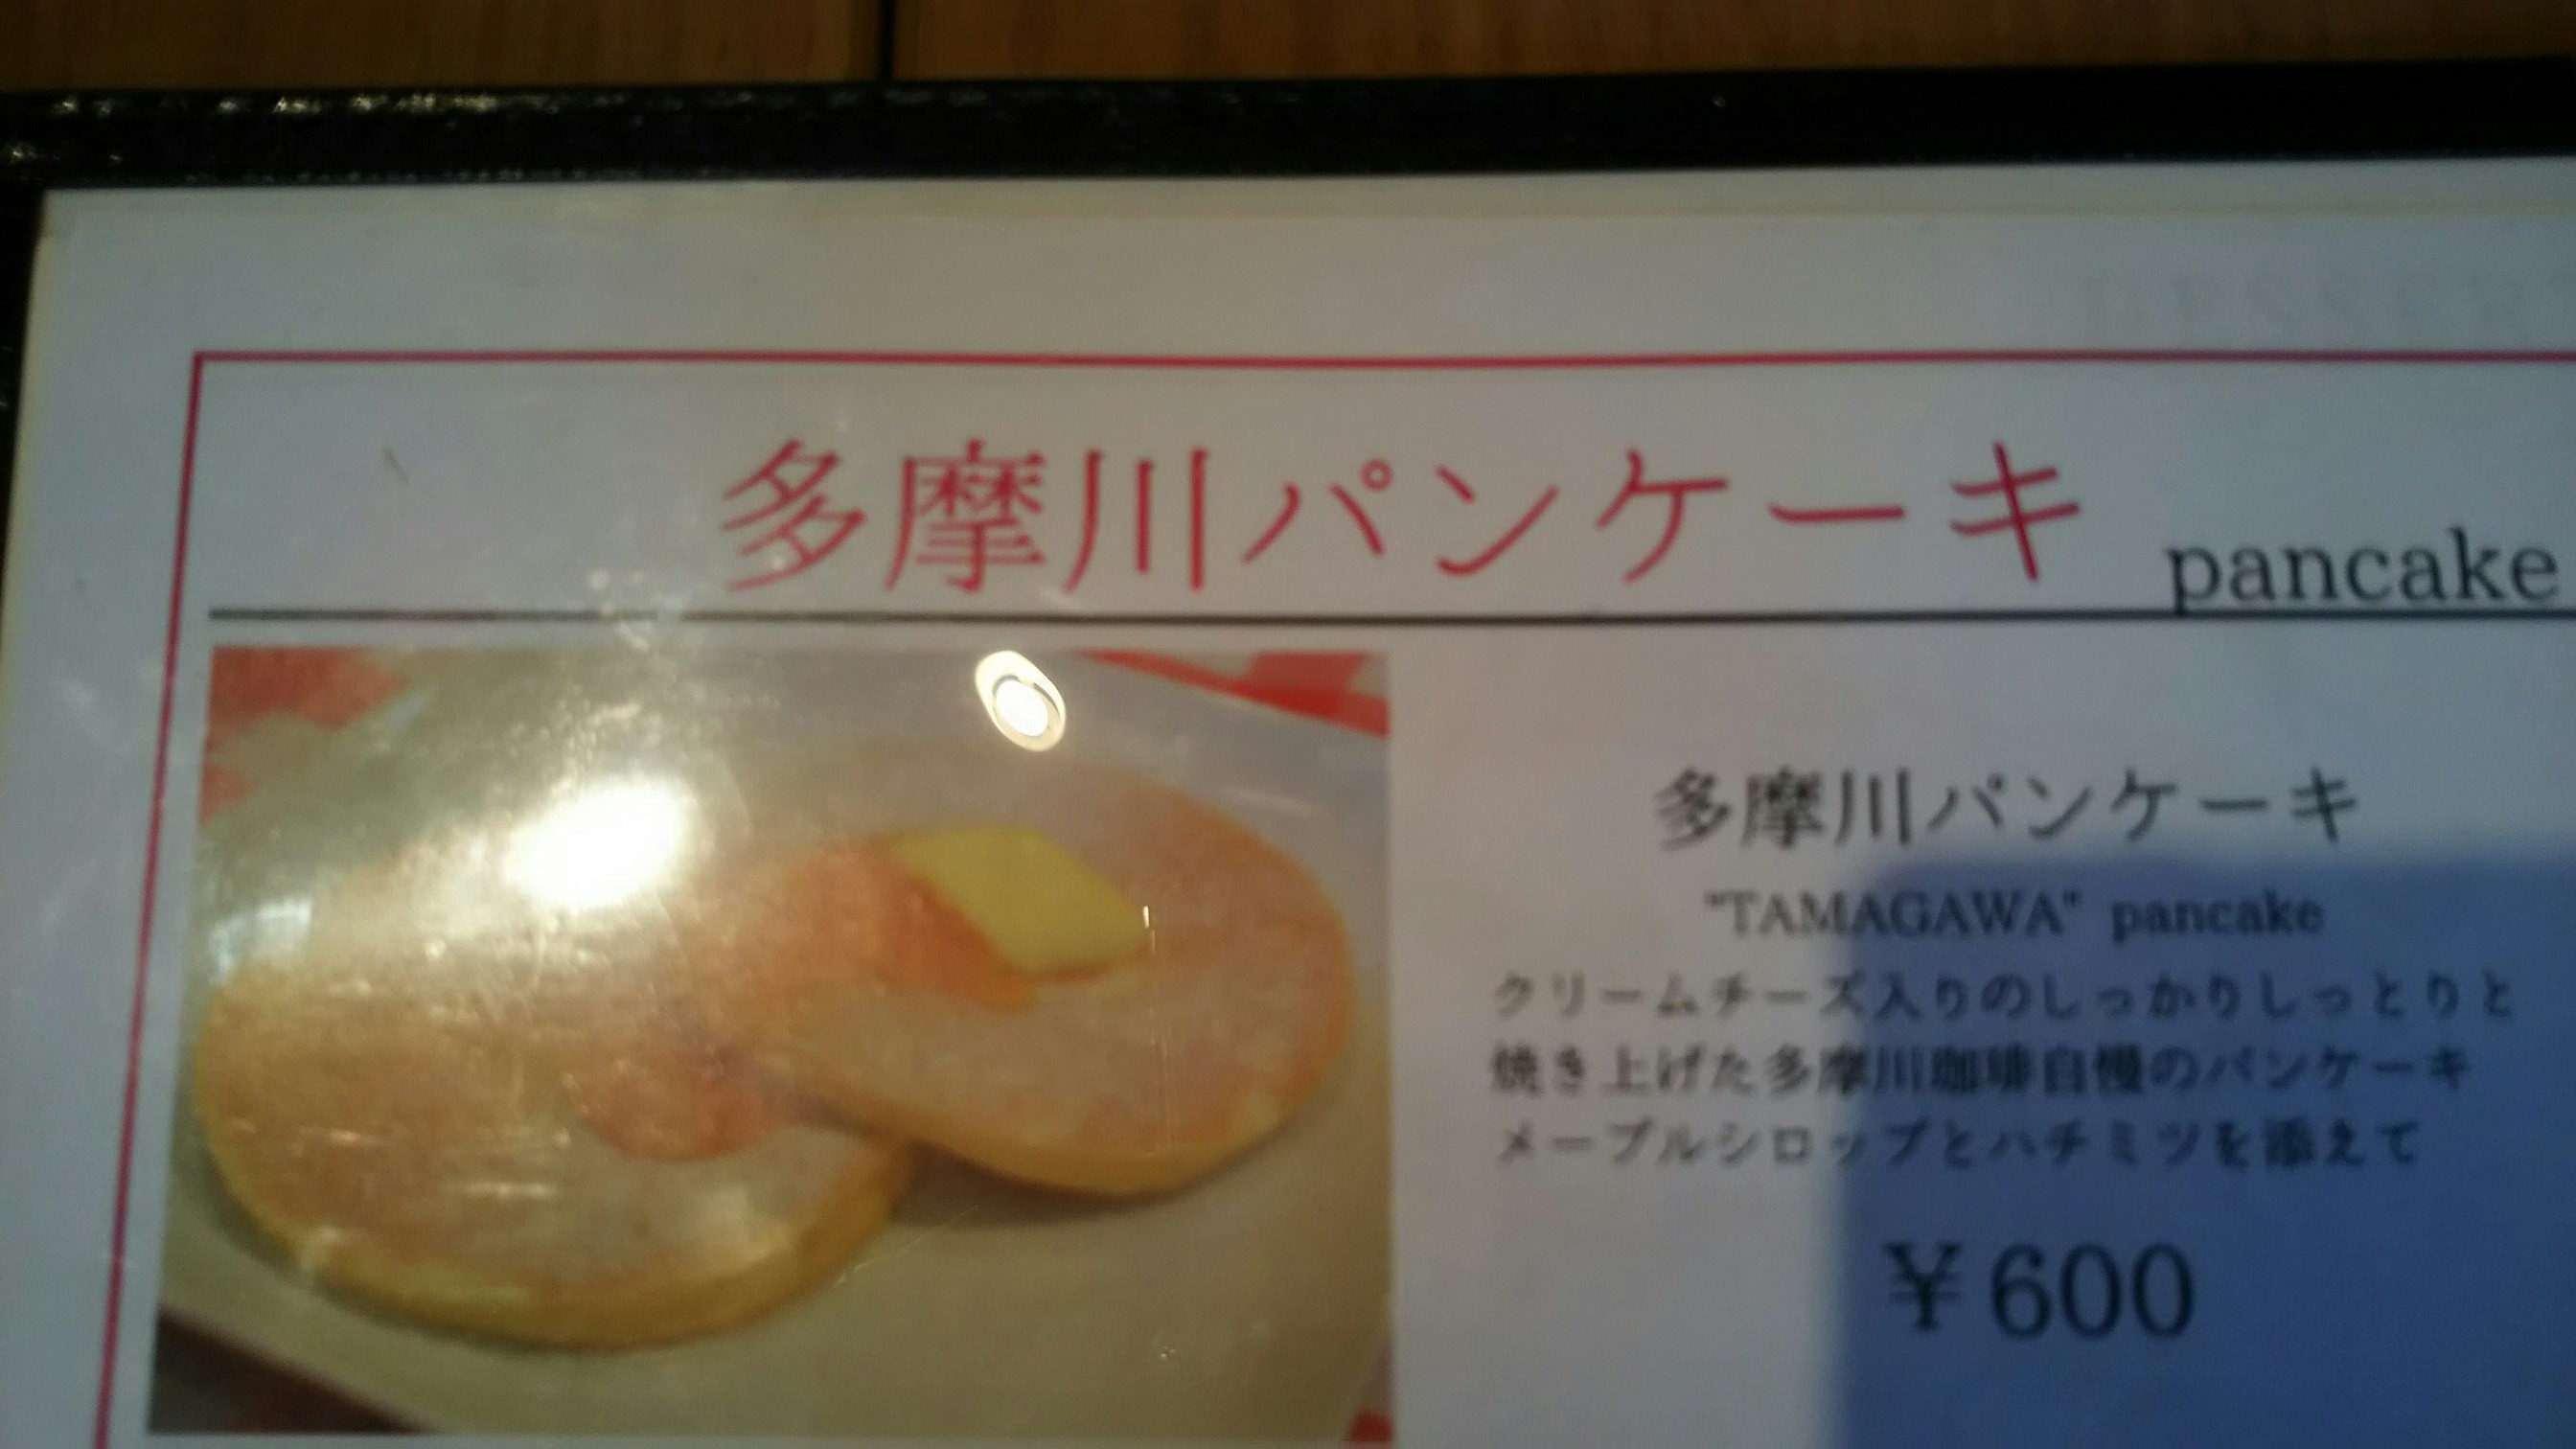 多摩川パンケーキ pancake
多摩川パンケーキ
"TAMAGAWA" pancake
クリームチーズ入りのしっかりしっとりと
焼き上げた多摩川珈琲自慢のパンケーキ
メープルシロップとハチミツを添えて
¥600